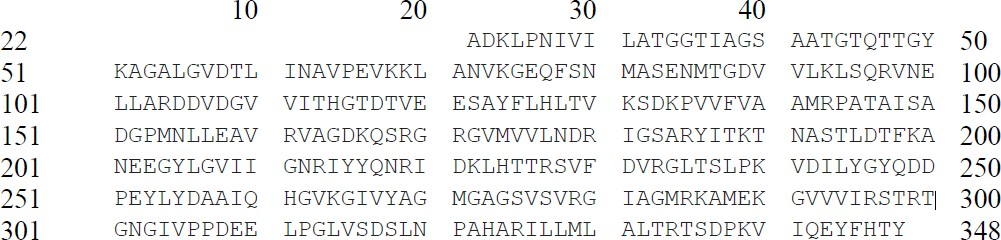 10 20 30 40
22 ADKLPNIVI LATGGTIAGS AATGTQTTGY 50
51 KAGALGVDTL INAVPEVKKL ANVKGEQFSN MASENMTGDV VLKLSQRVNE 100
101 LLARDDVDGV VITHGTDTVE ESAYFLHLTV KSDKPVVFVA AMRPATAISA 150
151 DGPMNLLEAV RVAGDKQSRG RGVMVVLNDR IGSARYITKT NASTLDTFKA 200
201 NEEGYLGVII GNRIYYQNRI DKLHTTRSVF DVRGLTSLPK VDILYGYQDD 250
251 PEYLYDAAIQ HGVKGIVYAG MGAGSVSVRG IAGMRKAMEK GVVVIRSTRT 300
301 GNGIVPPDEE LPGLVSDSLN PAHARILLML ALTRTSDPKV IQEYFHTY 348